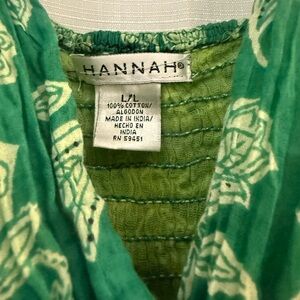 HANNAH®
L/L
100% COTTON/
ALGODON
MADE IN INDIA/
HECHO EN
INDIA
RN 59451